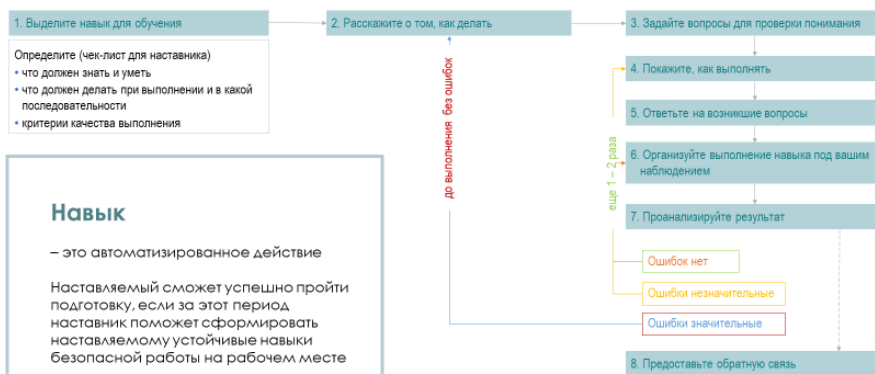 1. Выделите навык для обучения
2. Расскажите о том, как делать
3. Задайте вопросы для проверки понимания
Определите (чек-лист для наставника)
• что должен знать и уметь
• что должен делать при выполнении и в какой
последовательности
• критерии качества выполнения
4. Покажите, как выполнять
5. Ответьте на возникшие вопросы
6. Организуйте выполнение навыка под вашим
наблюдением
7. Проанализируйте результат
до выполнения без ошибок
еще 1 – 2 раза
Ошибок нет
Ошибки незначительные
Ошибки значительные
8. Предоставьте обратную связь
Навык
– это автоматизированное действие
Наставляемый сможет успешно пройти
подготовку, если за этот период
наставник поможет сформировать
наставляемому устойчивые навыки
безопасной работы на рабочем месте